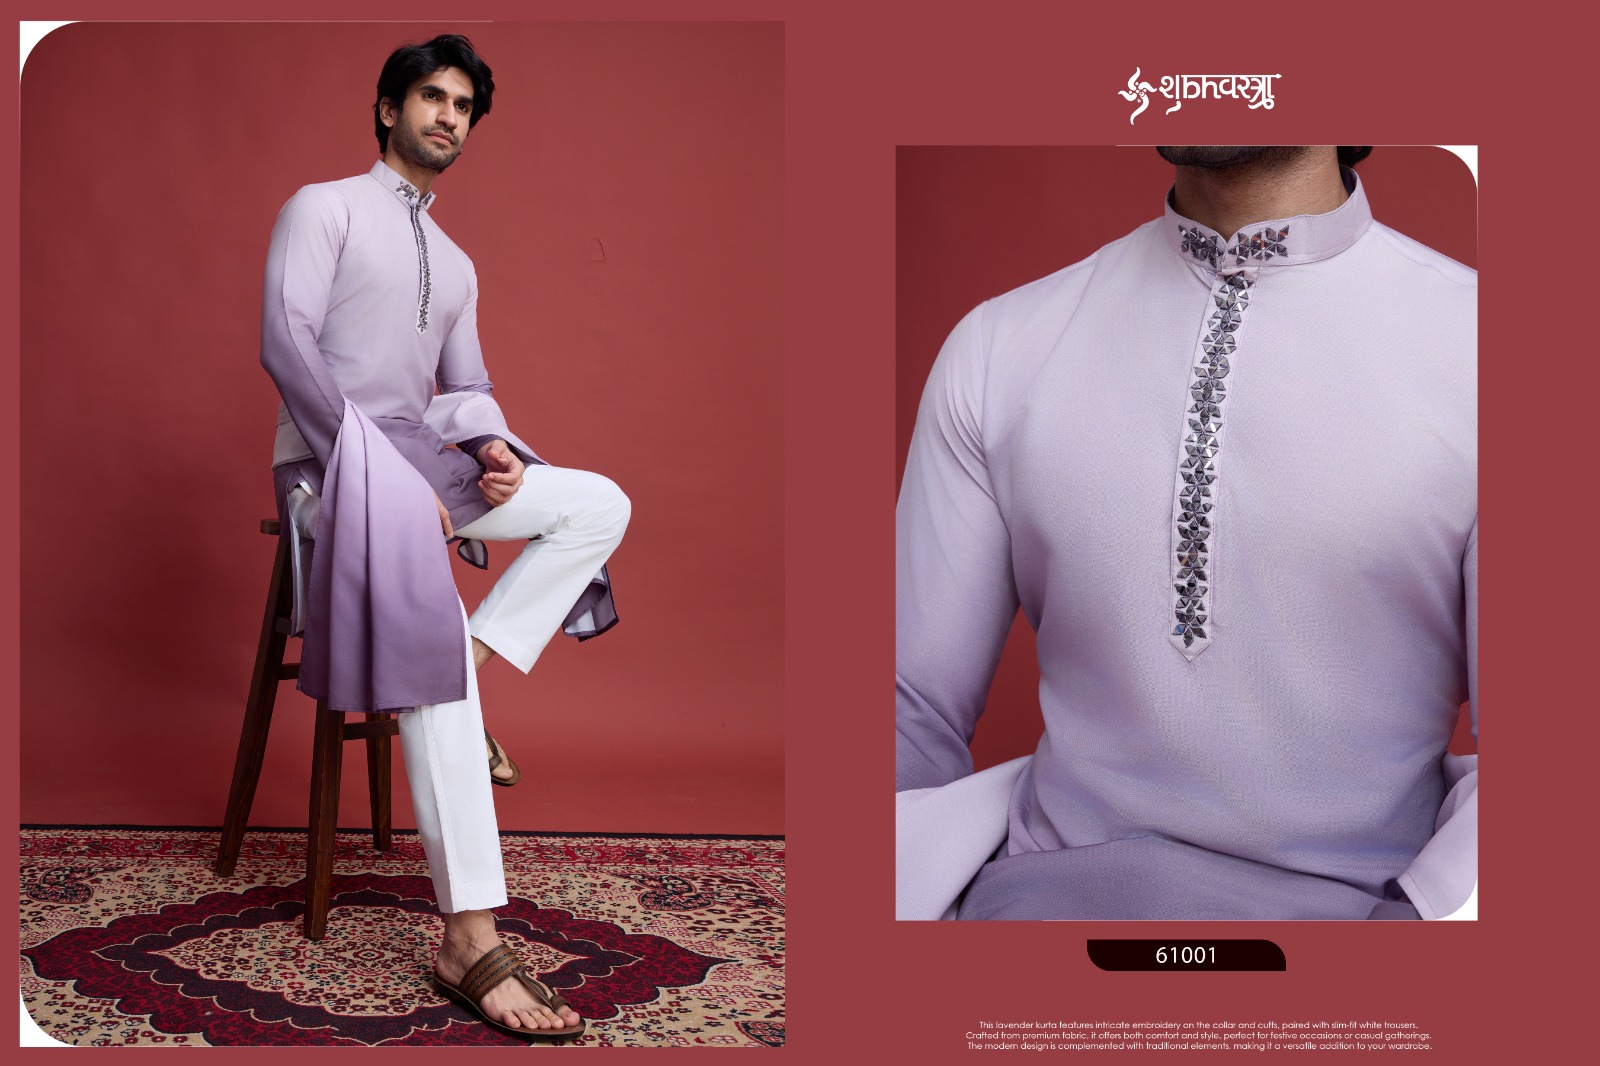 शुभवस्त्रा
61001
This lavender kurta features intricate embroidery on the collar and cuffs, paired with slim-fit white trousers.
Crafted from premium fabric, it offers both comfort and style, perfect for festive occasions or casual gatherings.
The modern design is complemented with traditional elements, making it a versatile addition to your wardrobe.